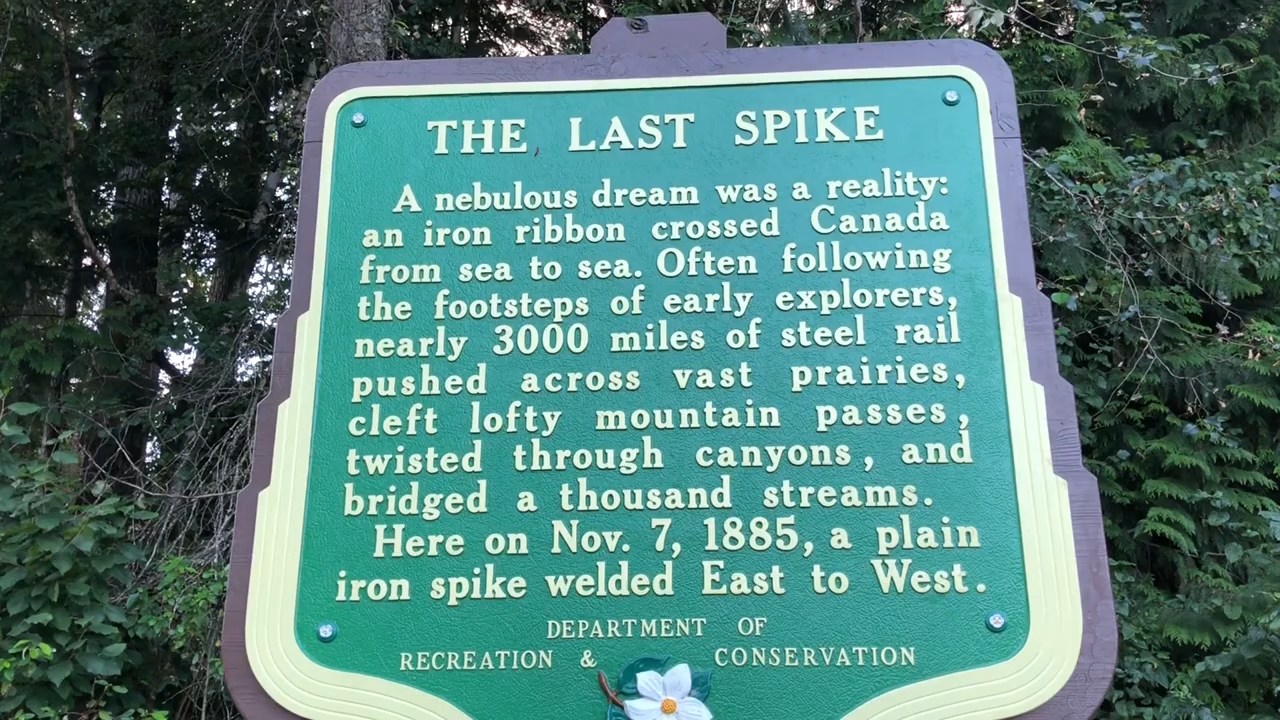 THE LAST SPIKE
A nebulous dream was a reality:
an iron ribbon crossed Canada
from sea to sea. Often following
the footsteps of early explorers,
nearly 3000 miles of steel rail
pushed across vast prairies,
cleft lofty mountain passes,
twisted through canyons, and
bridged a thousand streams.
Here on Nov. 7, 1885, a plain
iron spike welded East to West.
DEPARTMENT OF
RECREATION & CONSERVATION